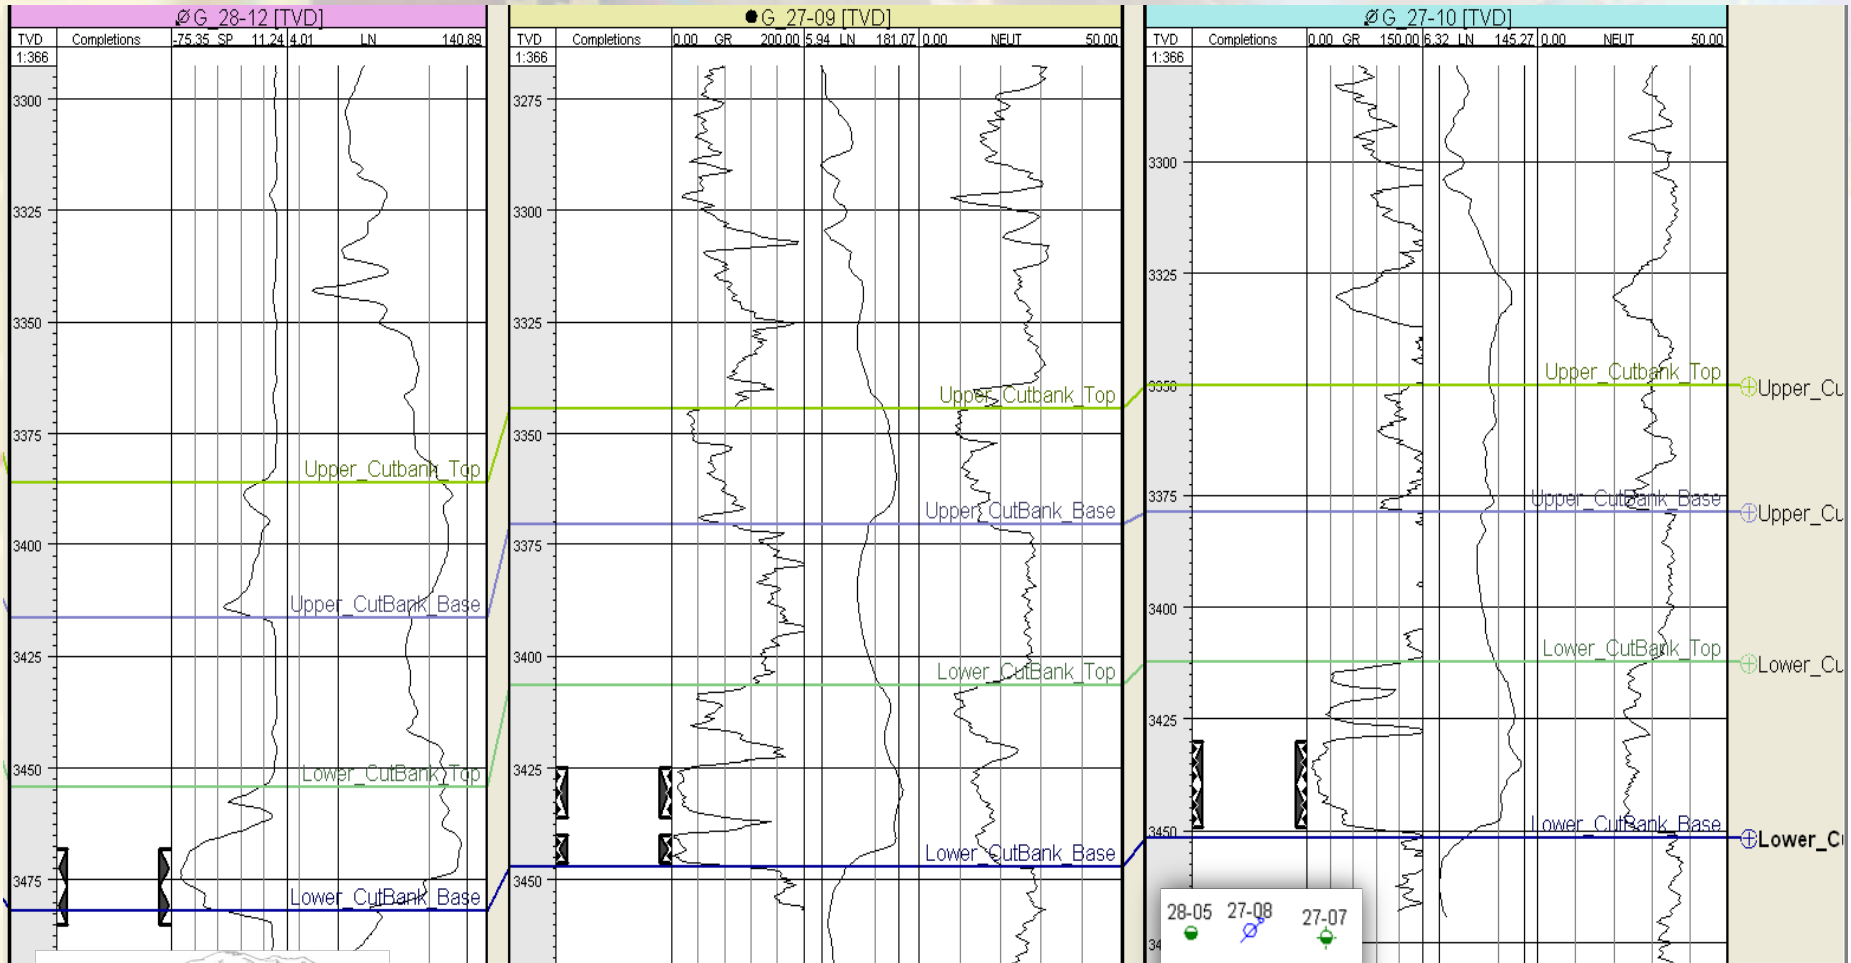 G_28-12 [TVD]
TVD Completions -75.35 SP 11.24 4.01 LN 140.89
1:366
3300
3325
3350
3375
Upper_Cutbank_Top
3400
Upper_CutBank_Base
3425
3450
Lower_CutBank_Top
3475
Lower_CutBank_Base
G_27-09 [TVD]
TVD Completions 0.00 GR 200.00 5.94 LN 181.07 0.00 NEUT 50.00
1:366
3275
3300
3325
Upper_Cutbank_Top
3350
Upper_CutBank_Base
3375
3400
Lower_CutBank_Top
3425
Lower_CutBank_Base
3450
G_27-10 [TVD]
TVD Completions 0.00 GR 150.00 6.32 LN 145.27 0.00 NEUT 50.00
1:366
3300
3325
Upper_Cutbank_Top
3350
Upper_Cu
3375
Upper_CutBank_Base
Upper_Cu
3400
Lower_CutBank_Top
Lower_Cu
3425
Lower_CutBank_Base
3450
Lower_C
34
28-05 27-08 27-07